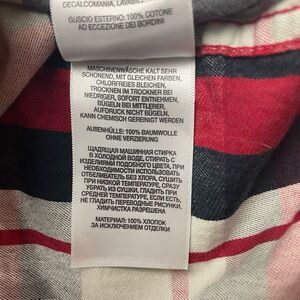 DECALCOMANIA, LAVABILE
GUSCIO ESTERNO: 100% COTONE
AD ECCEZIONE DEI BORDINI
MASCHINENWÄSCHE KALT SEHR
SCHONEND, MIT GLEICHEN FARBEN,
CHLORFREIES BLEICHEN,
TROCKNEN IM TROCKNER BEI
NIEDRIGER, SOFORT ENTNEHMEN,
BÜGELN BEI MITTLERER,
AUFDRUCK NICHT BÜGELN,
KANN CHEMISCH GEREINIGT WERDEN
AUßENHÜLLE: 100% BAUMWOLLE
OHNE VERZIERUNG
ЩАДЯЩАЯ МАШИННАЯ СТИРКА
В ХОЛОДНОЙ ВОДЕ, СТИРАТЬ С
ИЗДЕЛИЯМИ ПОДОБНОГО ЦВЕТА, ПРИ
НЕОБХОДИМОСТИ ИСПОЛЬЗОВАТЬ
ОТБЕЛИВАТЕЛЬ БЕЗ ХЛОРА, СУШИТЬ
ПРИ НИЗКОЙ ТЕМПЕРАТУРЕ, СРАЗУ
УБРАТЬ ИЗ СУШКИ, ГЛАДИТЬ ПРИ
СРЕДНЕЙ ТЕМПЕРАТУРЕ, ЕСЛИ ЕСТЬ,
НЕ ГЛАДИТЬ ПЕРЕВОДНЫЕ РИСУНКИ,
ХИМЧИСТКА РАЗРЕШЕНА
МАТЕРИАЛ: 100% ХЛОПОК
ЗА ИСКЛЮЧЕНИЕМ ОТДЕЛКИ